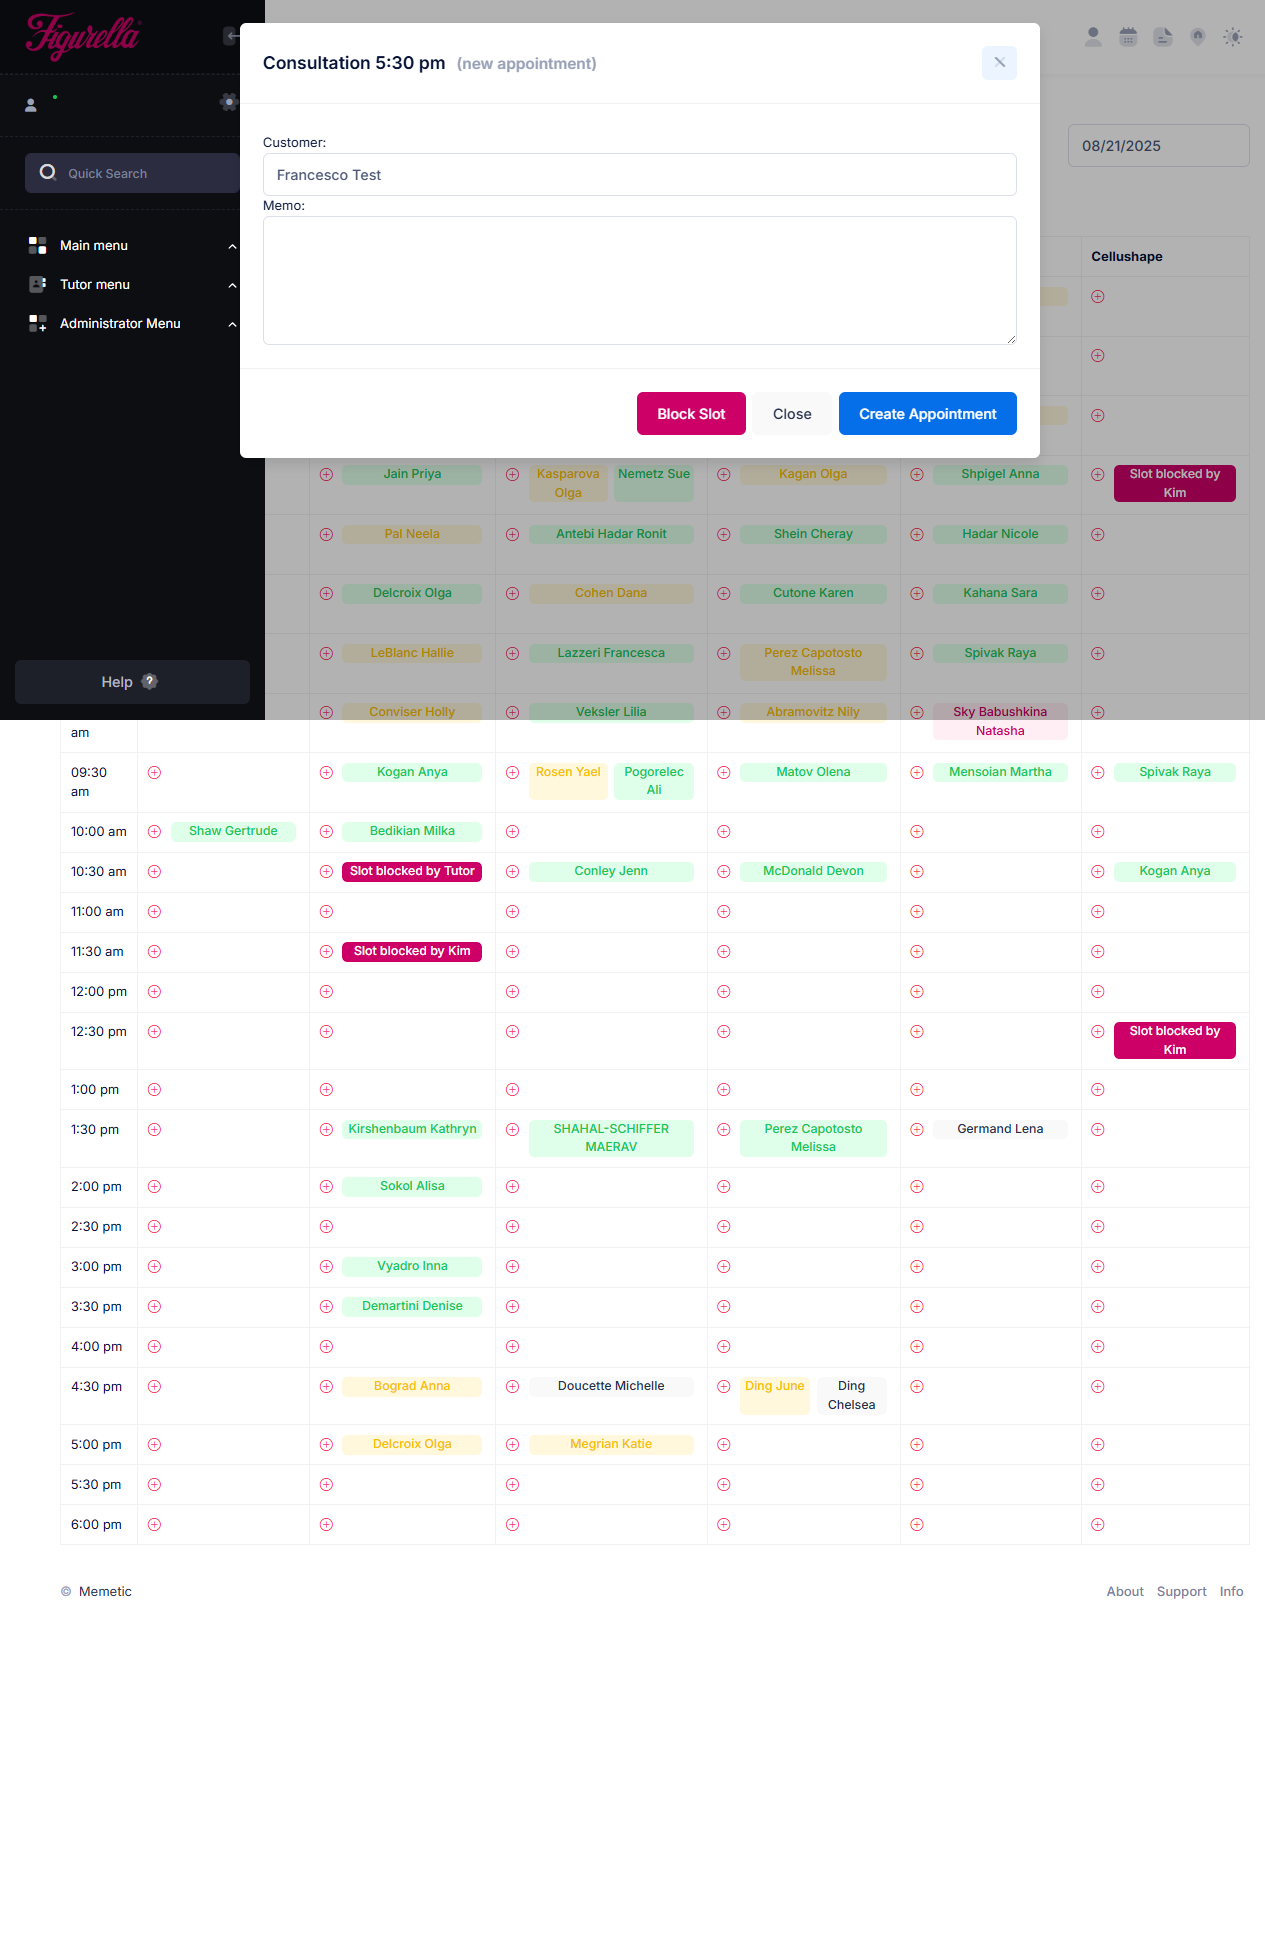 Figurella
Consultation 5:30 pm (new appointment)
Customer:
08/21/2025
Francesco Test
Quick Search
Memo:
Main menu
Cellushape
Tutor menu
Administrator Menu
Block Slot Close Create Appointment
Jain Priya Kasparova Olga Nemetz Sue Kagan Olga Shpigel Anna Slot blocked by Kim
Pal Neela Antebi Hadar Ronit Shein Cheray Hadar Nicole
Delcroix Olga Cohen Dana Cutone Karen Kahana Sara
LeBlanc Hallie Lazzeri Francesca Perez Capotosto Melissa Spivak Raya
Help
Conviser Holly Veksler Lilia Abramovitz Nily Sky Babushkina Natasha
am
09:30 am Kogan Anya Rosen Yael Pogorelec Ali Matov Olena Mensoian Martha Spivak Raya
10:00 am Shaw Gertrude Bedikian Milka
10:30 am Slot blocked by Tutor Conley Jenn McDonald Devon Kogan Anya
11:00 am
11:30 am Slot blocked by Kim
12:00 pm
12:30 pm Slot blocked by Kim
1:00 pm
1:30 pm Kirshenbaum Kathryn SHAHAL-SCHIFFER MAERAV Perez Capotosto Melissa Germand Lena
2:00 pm Sokol Alisa
2:30 pm
3:00 pm Vyadro Inna
3:30 pm Demartini Denise
4:00 pm
4:30 pm Bograd Anna Doucette Michelle Ding June Ding Chelsea
5:00 pm Delcroix Olga Megrian Katie
5:30 pm
6:00 pm
© Memetic About Support Info